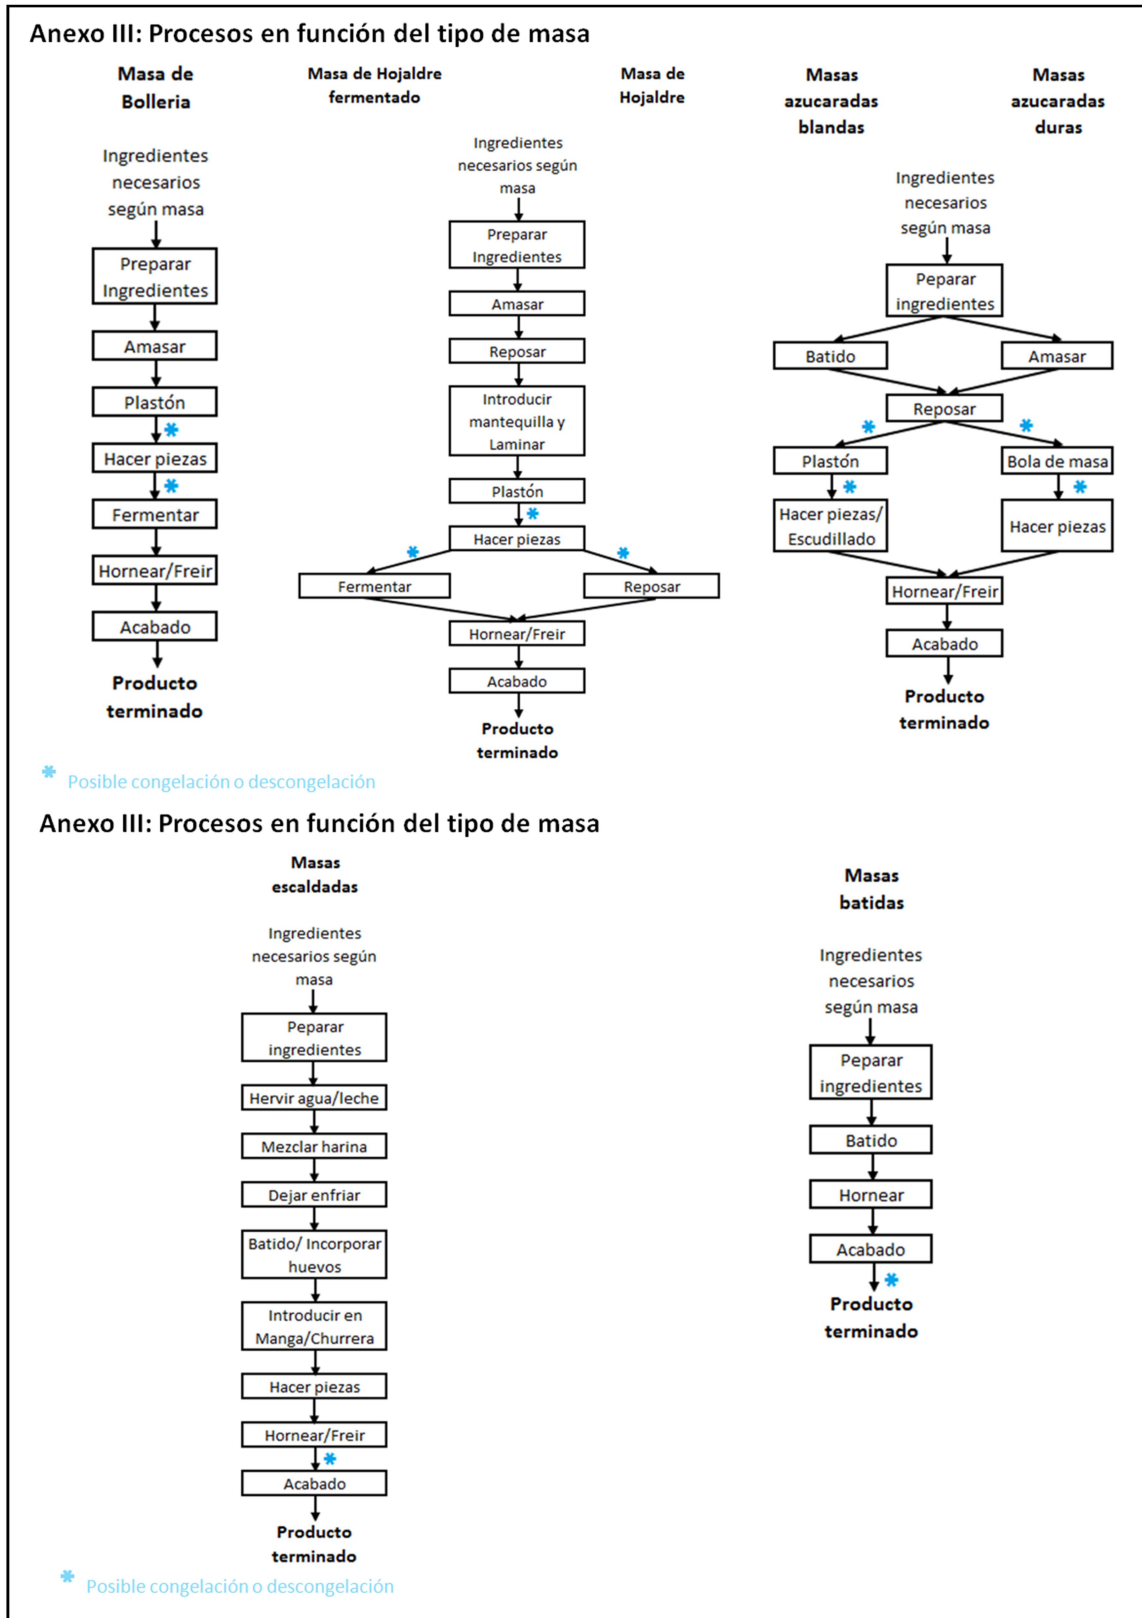 Anexo III: Procesos en función del tipo de masa
Masa de
Bolleria
Ingredientes
necesarios
según masa
Preparar
Ingredientes
Amasar
Plastón
*
Hacer piezas
*
Fermentar
Hornear/Freir
Acabado
Producto
terminado
Masa de Hojaldre
fermentado
Masa de
Hojaldre
Ingredientes
necesarios según
masa
Preparar
Ingredientes
Amasar
Reposar
Introducir
mantequilla y
Laminar
Plastón
*
Hacer piezas
* *
Fermentar
Reposar
Hornear/Freir
Acabado
Producto
terminado
Masas
azucaradas
blandas
Masas
azucaradas
duras
Ingredientes
necesarios
según masa
Peparar
ingredientes
Batido
Amasar
Reposar
* *
Plastón
Bola de masa
* *
Hacer piezas/
Escudillado
Hacer piezas
Hornear/Freir
Acabado
Producto
terminado
* Posible congelación o descongelación
Anexo III: Procesos en función del tipo de masa
Masas
escaldadas
Ingredientes
necesarios según
masa
Peparar
ingredientes
Hervir agua/leche
Mezclar harina
Dejar enfriar
Batido/ Incorporar
huevos
Introducir en
Manga/Churrera
Hacer piezas
Hornear/Freir
*
Acabado
Producto
terminado
Masas
batidas
Ingredientes
necesarios
según masa
Peparar
ingredientes
Batido
Hornear
Acabado
*
Producto
terminado
* Posible congelación o descongelación